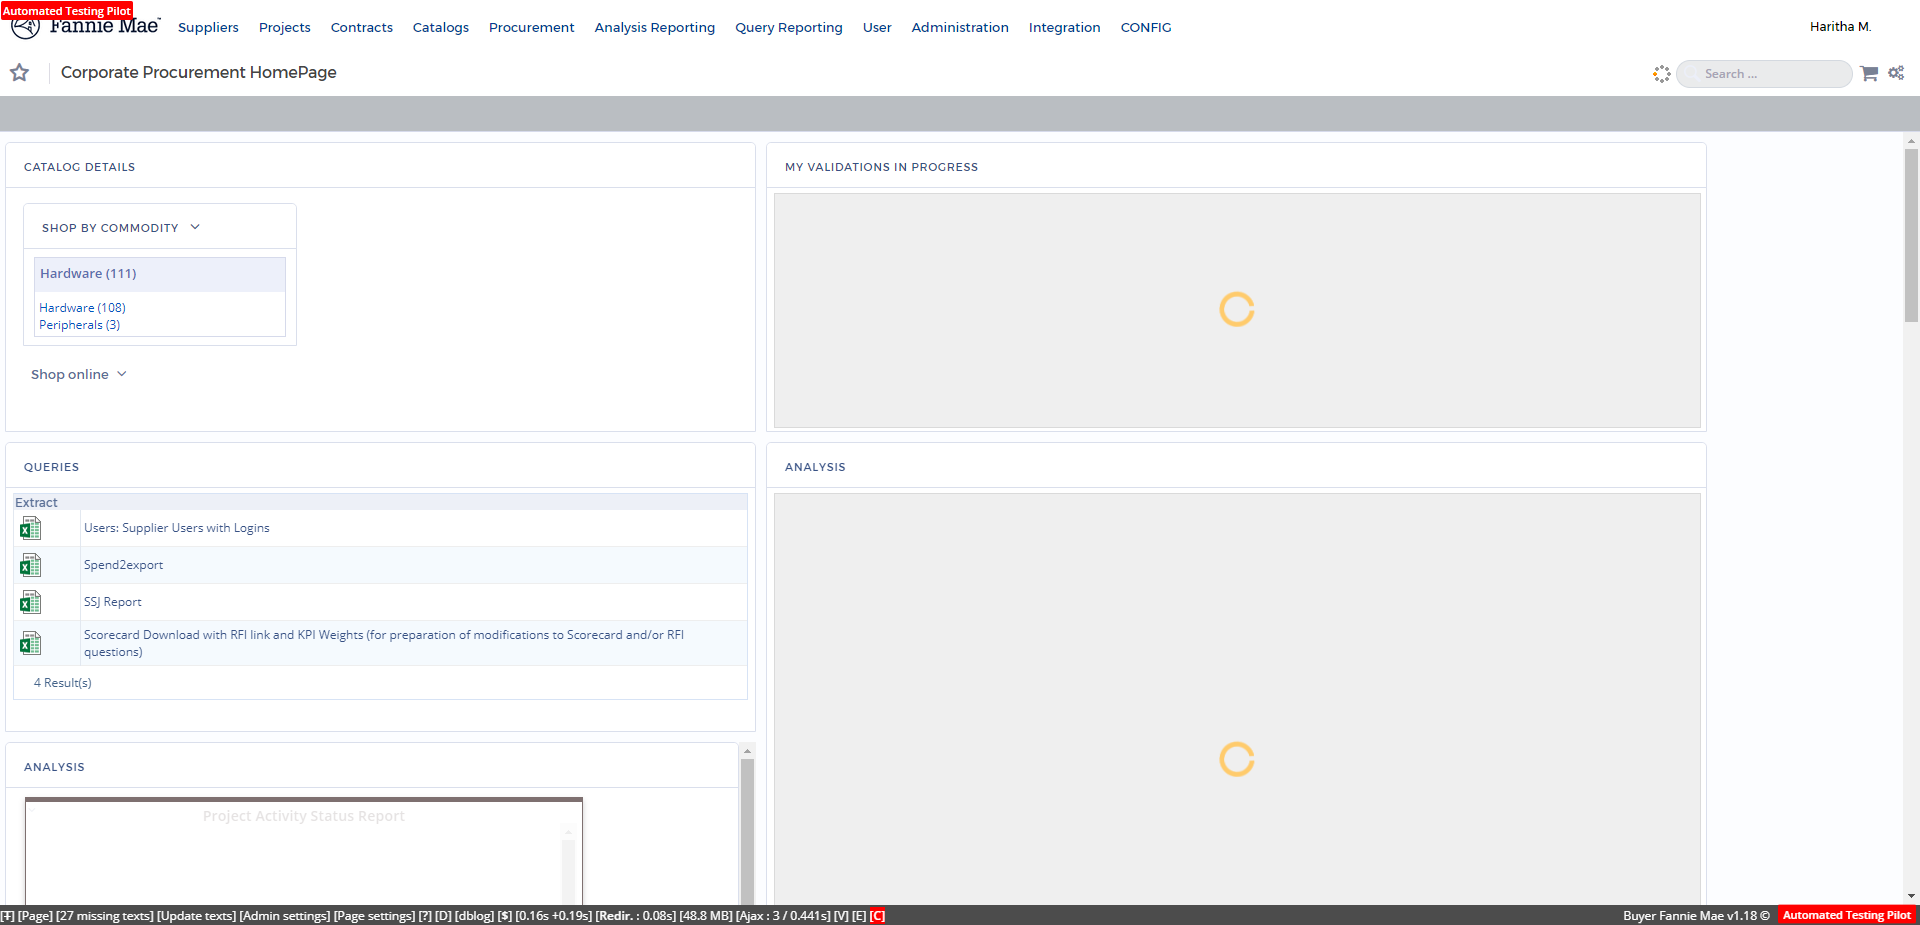 Automated Testing Pilot
Fannie Mae™
Suppliers Projects Contracts Catalogs Procurement Analysis Reporting Query Reporting User Administration Integration CONFIG
Haritha M.
Corporate Procurement HomePage
Search ...
CATALOG DETAILS
SHOP BY COMMODITY
Hardware (111)
Hardware (108)
Peripherals (3)
Shop online
MY VALIDATIONS IN PROGRESS
QUERIES
Extract
Users: Supplier Users with Logins
Spend2export
SSJ Report
Scorecard Download with RFI link and KPI Weights (for preparation of modifications to Scorecard and/or RFI
questions)
4 Result(s)
ANALYSIS
ANALYSIS
Project Activity Status Report
[T] [Page] [27 missing texts] [Update texts] [Admin settings] [Page settings] [?] [D] [dblog] [$] [0.16s +0.19s] [Redir. : 0.08s] [48.8 MB] [Ajax : 3 / 0.441s] [V] [E] [C]
Buyer Fannie Mae v1.18 © Automated Testing Pilot